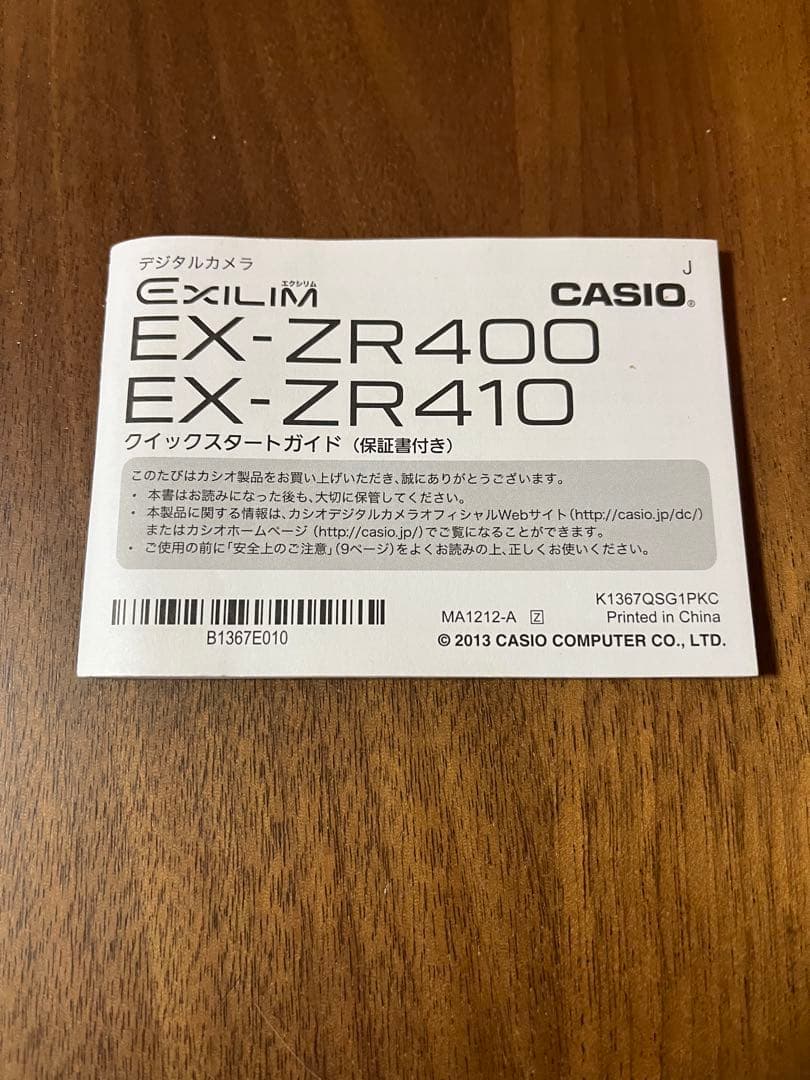 デジタルカメラ
J
エクシリム
EXILIM
CASIO®
EX-ZR400
EX-ZR410
クイックスタートガイド（保証書付き）
このたびはカシオ製品をお買い上げいただき、誠にありがとうございます。
・ 本書はお読みになった後も、大切に保管してください。
・ 本製品に関する情報は、カシオデジタルカメラオフィシャルWebサイト（http://casio.jp/dc/）
またはカシオホームページ（http://casio.jp/）でご覧になることができます。
・ ご使用の前に「安全上のご注意」（9ページ）をよくお読みの上、正しくお使いください。
K1367QSG1PKC
MA1212-A Z Printed in China
B1367E010
© 2013 CASIO COMPUTER CO., LTD.